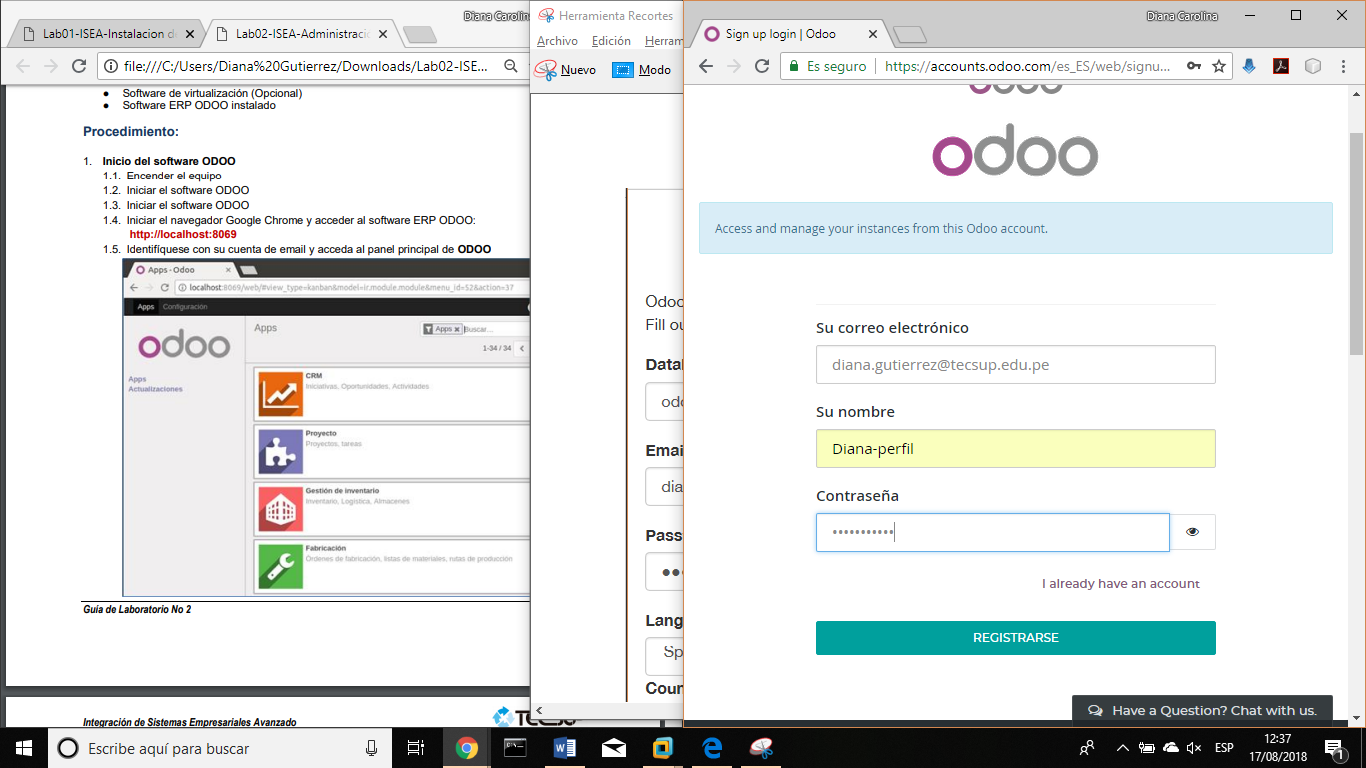 Diana Carolina
Lab01-ISEA-Instalacion d
Lab02-ISEA-Administraci
file:///C:/Users/Diana%20Gutierrez/Downloads/Lab02-ISE...
● Software de virtualización (Opcional)
● Software ERP ODOO instalado
Procedimiento:
1. Inicio del software ODOO
1.1. Encender el equipo
1.2. Iniciar el software ODOO
1.3. Iniciar el software ODOO
1.4. Iniciar el navegador Google Chrome y acceder al software ERP ODOO:
http://localhost:8069
1.5. Identifíquese con su cuenta de email y acceda al panel principal de ODOO
Apps - Odoo
localhost:8069/web/#view_type=kanban&model=ir.module.module&menu_id=52&action=37
Apps Configuración
odoo
Apps
Actualizaciones
Apps
Apps Buscar...
1-34 / 34
CRM
Iniciativas, Oportunidades, Actividades
Proyecto
Proyectos, tareas
Gestión de inventario
Inventario, Logística, Almacenes
Fabricación
Órdenes de fabricación, listas de materiales, rutas de producción
Guía de Laboratorio No 2
Integración de Sistemas Empresariales Avanzado
Herramienta Recortes
Archivo Edición Herram
Nuevo Modo
Odoo
Fill ou
Datab
odo
Emai
dia
Pass
Lang
Sp
Coun
Diana Carolina
Sign up login | Odoo
Es seguro https://accounts.odoo.com/es_ES/web/signu...
odoo
Access and manage your instances from this Odoo account.
Su correo electrónico
diana.gutierrez@tecsup.edu.pe
Su nombre
Diana-perfil
Contraseña
I already have an account
REGISTRARSE
Have a Question? Chat with us.
Escribe aquí para buscar
ESP
12:37
17/08/2018
1